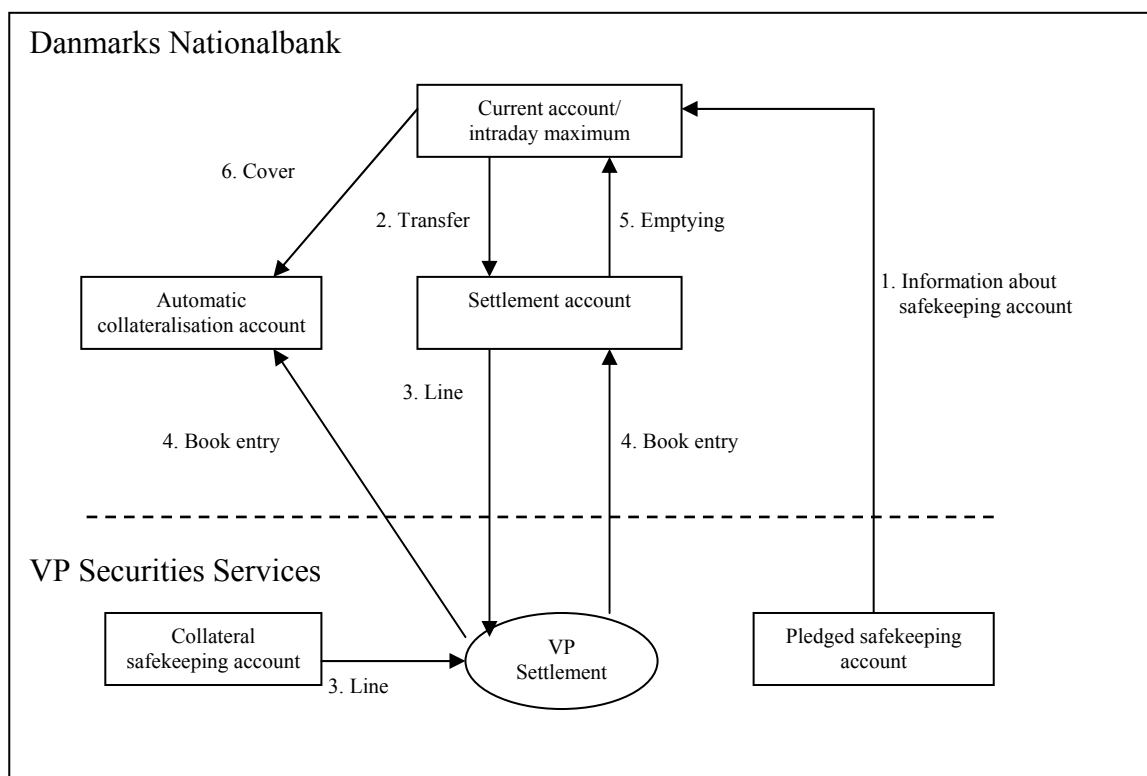 Danmarks Nationalbank
Current account/
intraday maximum
6. Cover
2. Transfer
5. Emptying
1. Information about
safekeeping account
Automatic
collateralisation account
Settlement account
3. Line
4. Book entry
4. Book entry
VP Securities Services
Collateral
safekeeping account
3. Line
VP
Settlement
Pledged safekeeping
account